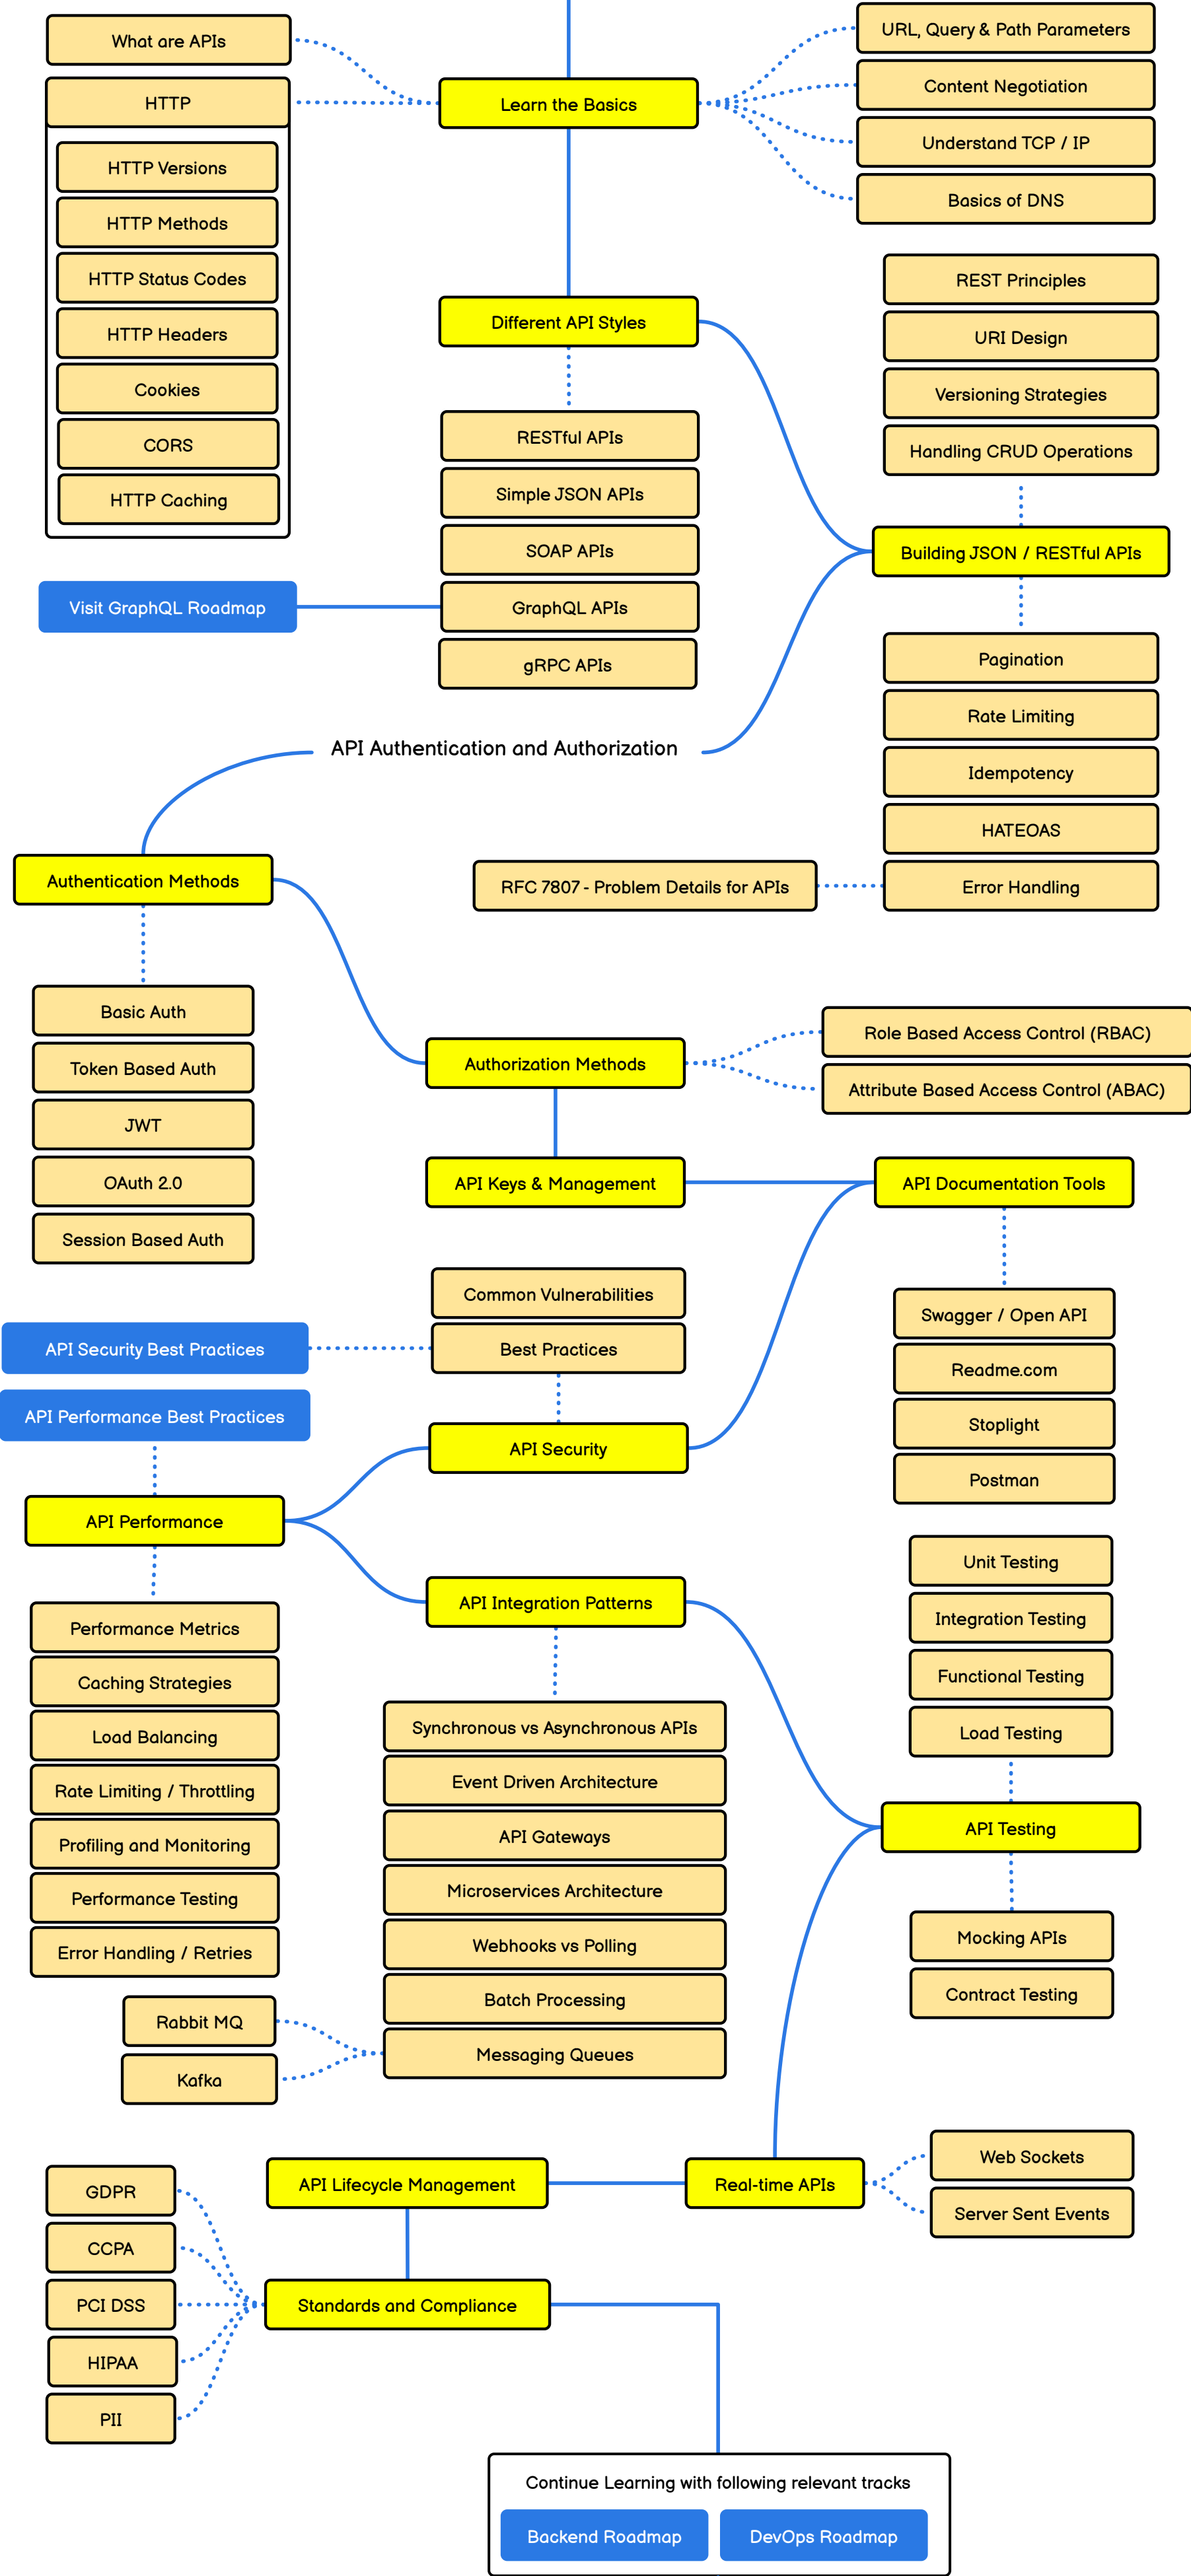 What are APIs
HTTP
HTTP Versions
HTTP Methods
HTTP Status Codes
HTTP Headers
Cookies
CORS
HTTP Caching
Learn the Basics
URL, Query & Path Parameters
Content Negotiation
Understand TCP / IP
Basics of DNS
Different API Styles
RESTful APIs
Simple JSON APIs
SOAP APIs
GraphQL APIs
gRPC APIs
Visit GraphQL Roadmap
REST Principles
URI Design
Versioning Strategies
Handling CRUD Operations
Building JSON / RESTful APIs
Pagination
Rate Limiting
Idempotency
HATEOAS
Error Handling
RFC 7807 - Problem Details for APIs
API Authentication and Authorization
Authentication Methods
Basic Auth
Token Based Auth
JWT
OAuth 2.0
Session Based Auth
Authorization Methods
Role Based Access Control (RBAC)
Attribute Based Access Control (ABAC)
API Keys & Management
API Documentation Tools
Swagger / Open API
Readme.com
Stoplight
Postman
Common Vulnerabilities
Best Practices
API Security Best Practices
API Security
API Performance Best Practices
API Performance
Performance Metrics
Caching Strategies
Load Balancing
Rate Limiting / Throttling
Profiling and Monitoring
Performance Testing
Error Handling / Retries
API Integration Patterns
Synchronous vs Asynchronous APIs
Event Driven Architecture
API Gateways
Microservices Architecture
Webhooks vs Polling
Batch Processing
Messaging Queues
Rabbit MQ
Kafka
Unit Testing
Integration Testing
Functional Testing
Load Testing
API Testing
Mocking APIs
Contract Testing
Real-time APIs
Web Sockets
Server Sent Events
API Lifecycle Management
Standards and Compliance
GDPR
CCPA
PCI DSS
HIPAA
PII
Continue Learning with following relevant tracks
Backend Roadmap
DevOps Roadmap